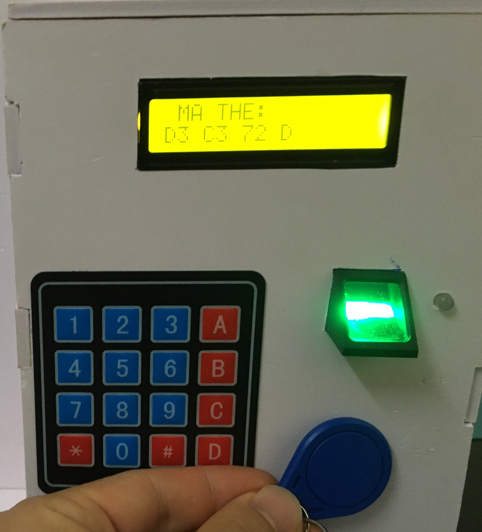 MA THE:
D3 C3 72 D
1 2 3 A
4 5 6 B
7 8 9 C
* 0 # D